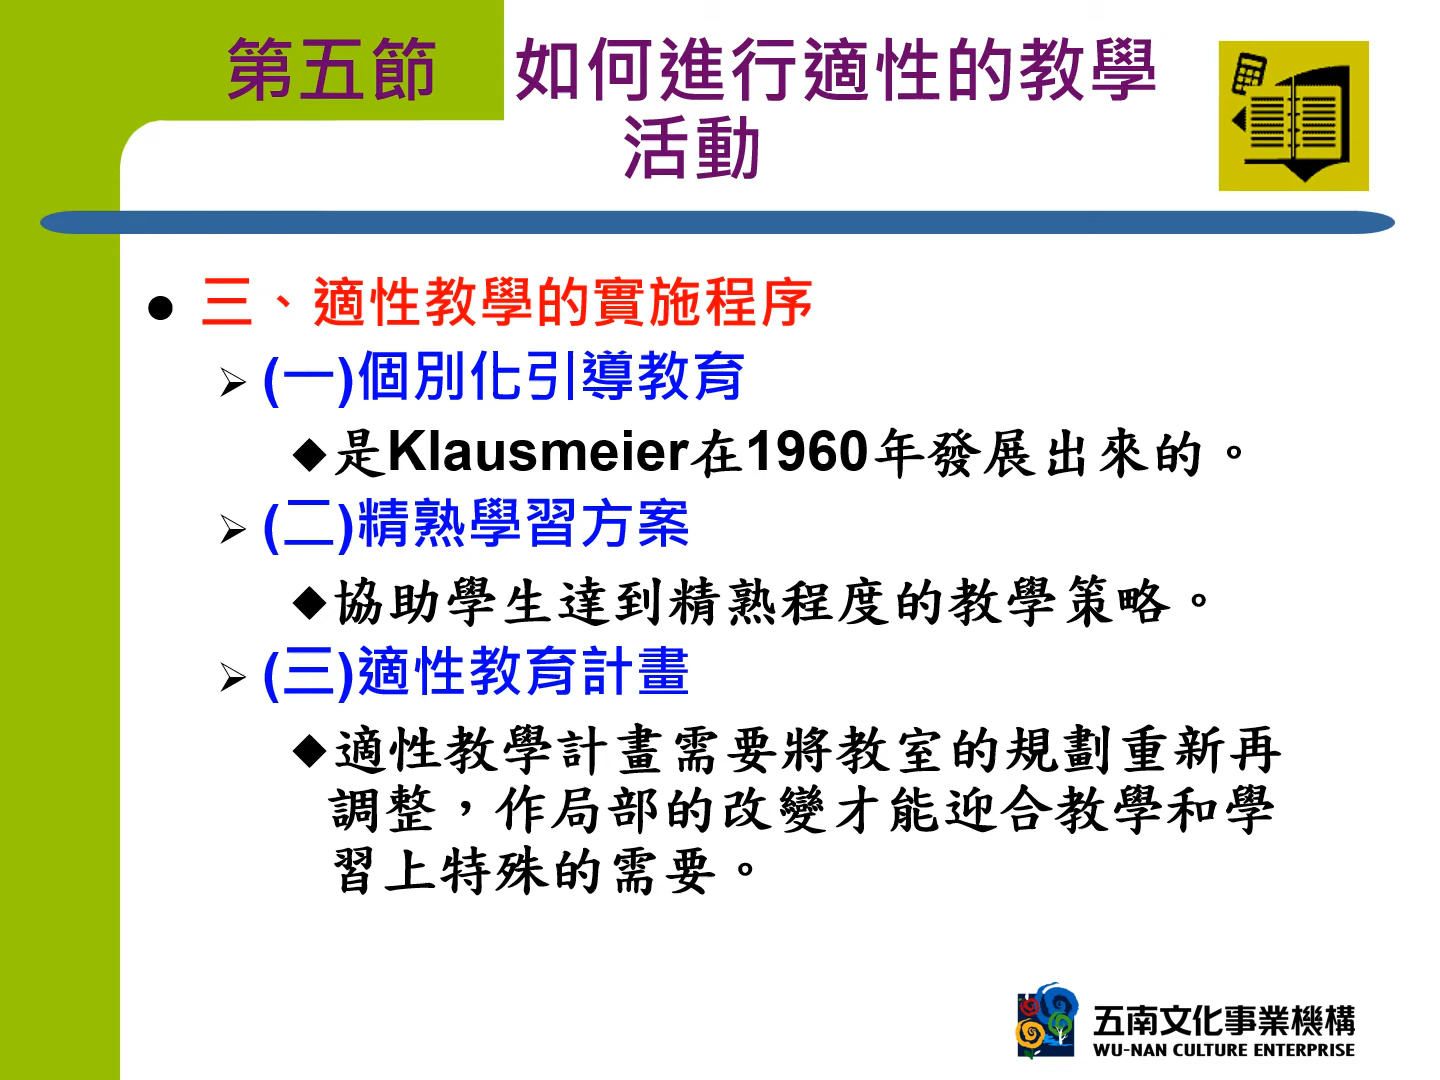 第五節 如何進行適性的教學
活動
三、適性教學的實施程序
(一)個別化引導教育
是Klausmeier在1960年發展出來的。
(二)精熟學習方案
協助學生達到精熟程度的教學策略。
(三)適性教育計畫
適性教學計畫需要將教室的規劃重新再
調整，作局部的改變才能迎合教學和學
習上特殊的需要。
五南文化事業機構
WU-NAN CULTURE ENTERPRISE